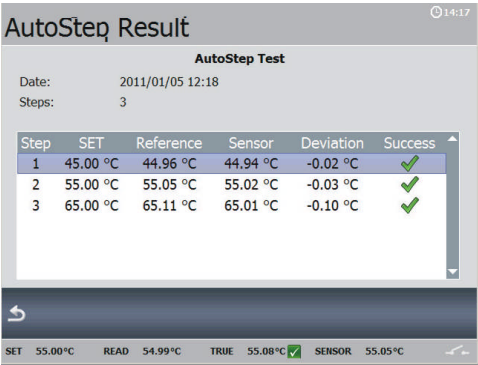 14:17
AutoStep Result
AutoStep Test
Date: 2011/01/05 12:18
Steps: 3
Step SET Reference Sensor Deviation Success
1 45.00 °C 44.96 °C 44.94 °C -0.02 °C
2 55.00 °C 55.05 °C 55.02 °C -0.03 °C
3 65.00 °C 65.11 °C 65.01 °C -0.10 °C
SET 55.00°C READ 54.99°C TRUE 55.08°C SENSOR 55.05°C